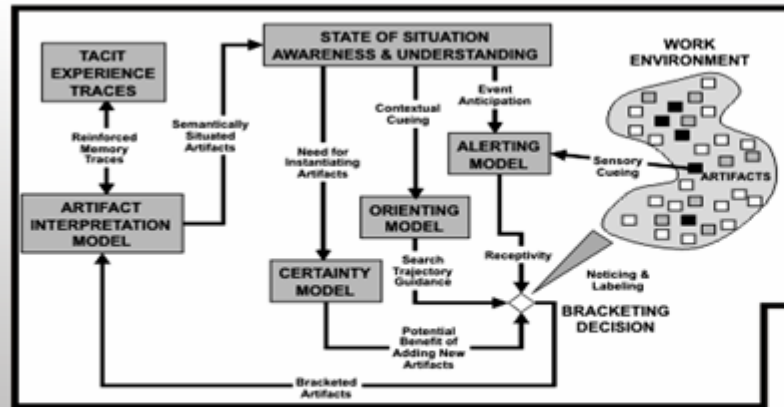 TACIT
EXPERIENCE
TRACES
STATE OF SITUATION
AWARENESS & UNDERSTANDING
WORK
ENVIRONMENT
Reinforced
Memory
Traces
Semantically
Situated
Artifacts
Need for
Instantiating
Artifacts
Contextual
Cueing
Event
Anticipation
ALERTING
MODEL
Sensory
Cueing
ARTIFACTS
ARTIFACT
INTERPRETATION
MODEL
ORIENTING
MODEL
CERTAINTY
MODEL
Search
Trajectory
Guidance
Receptivity
Noticing &
Labeling
BRACKETING
DECISION
Potential
Benefit of
Adding New
Artifacts
Bracketed
Artifacts